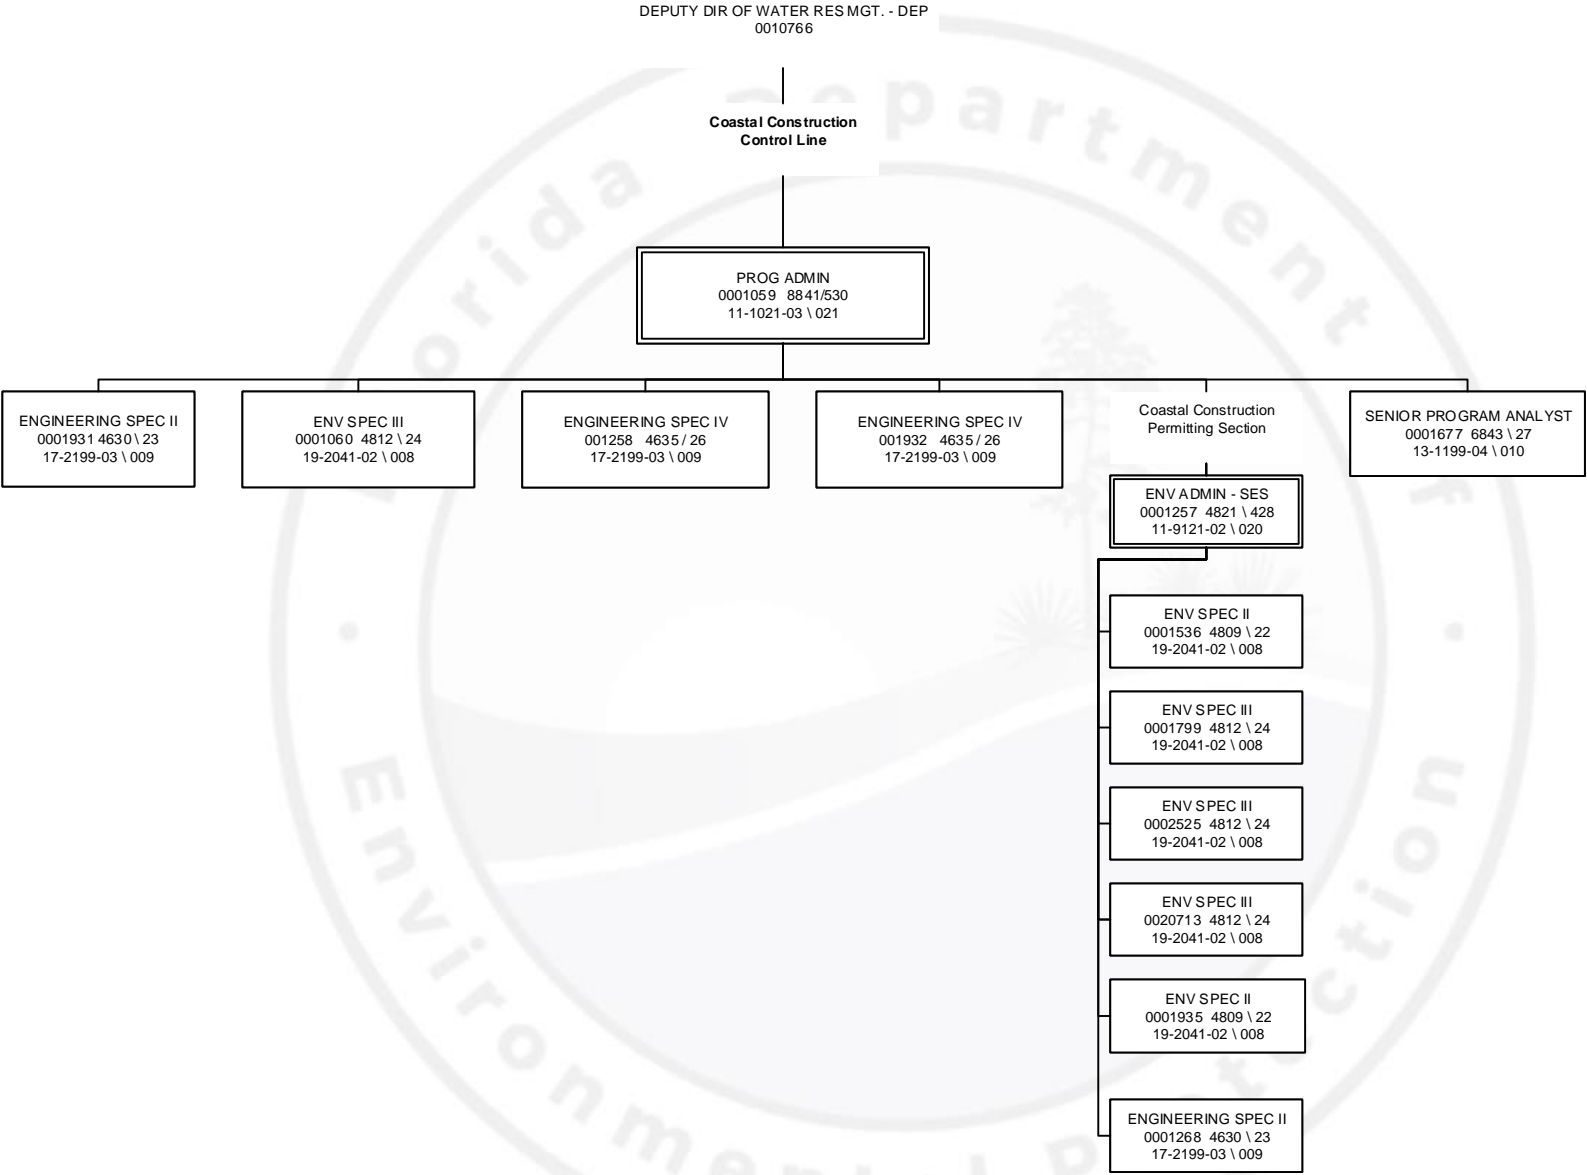 DEPUTY DIR OF WATER RES MGT. - DEP
0010766
Coastal Construction
Control Line
PROG ADMIN
0001059 8841/530
11-1021-03 \ 021
ENGINEERING SPEC II
0001931 4630 \ 23
17-2199-03 \ 009
ENV SPEC III
0001060 4812 \ 24
19-2041-02 \ 008
ENGINEERING SPEC IV
001258 4635 / 26
17-2199-03 \ 009
ENGINEERING SPEC IV
001932 4635 / 26
17-2199-03 \ 009
Coastal Construction
Permitting Section
SENIOR PROGRAM ANALYST
0001677 6843 \ 27
13-1199-04 \ 010
ENV ADMIN - SES
0001257 4821 \ 428
11-9121-02 \ 020
ENV SPEC II
0001536 4809 \ 22
19-2041-02 \ 008
ENV SPEC III
0001799 4812 \ 24
19-2041-02 \ 008
ENV SPEC III
0002525 4812 \ 24
19-2041-02 \ 008
ENV SPEC III
0020713 4812 \ 24
19-2041-02 \ 008
ENV SPEC II
0001935 4809 \ 22
19-2041-02 \ 008
ENGINEERING SPEC II
0001268 4630 \ 23
17-2199-03 \ 009
Florida Department of
Environmental Protection